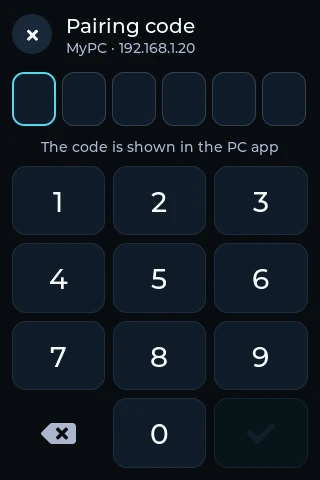 Pairing code
MyPC · 192.168.1.20
The code is shown in the PC app
1 2 3
4 5 6
7 8 9
0